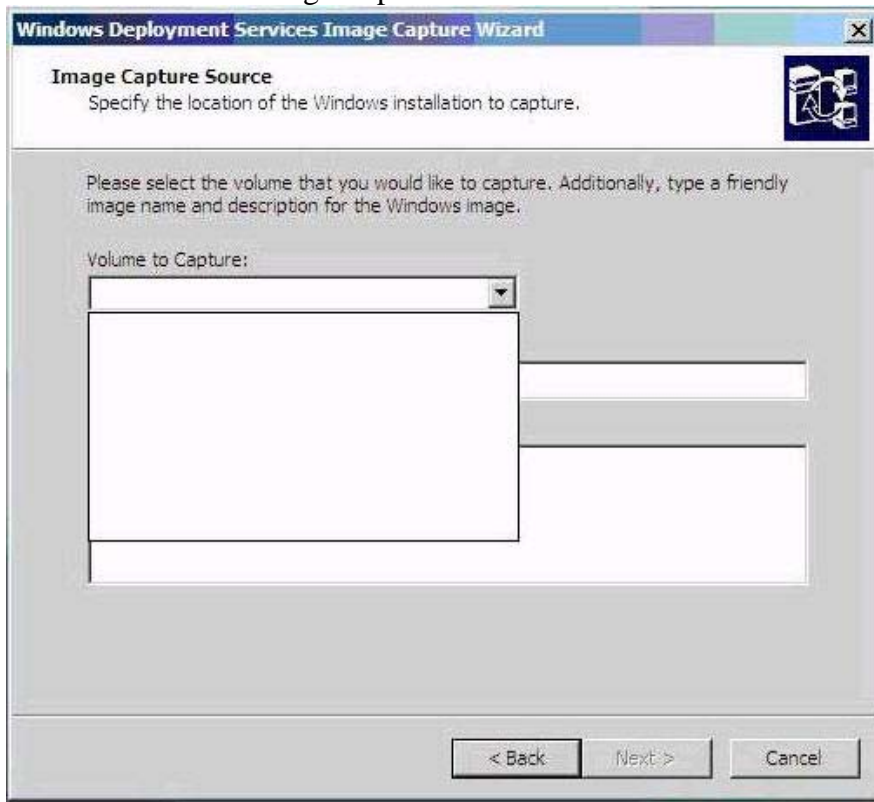 Windows Deployment Services Image Capture Wizard
Image Capture Source
Specify the location of the Windows installation to capture.
Please select the volume that you would like to capture. Additionally, type a friendly
image name and description for the Windows image.
Volume to Capture:
< Back
Next >
Cancel